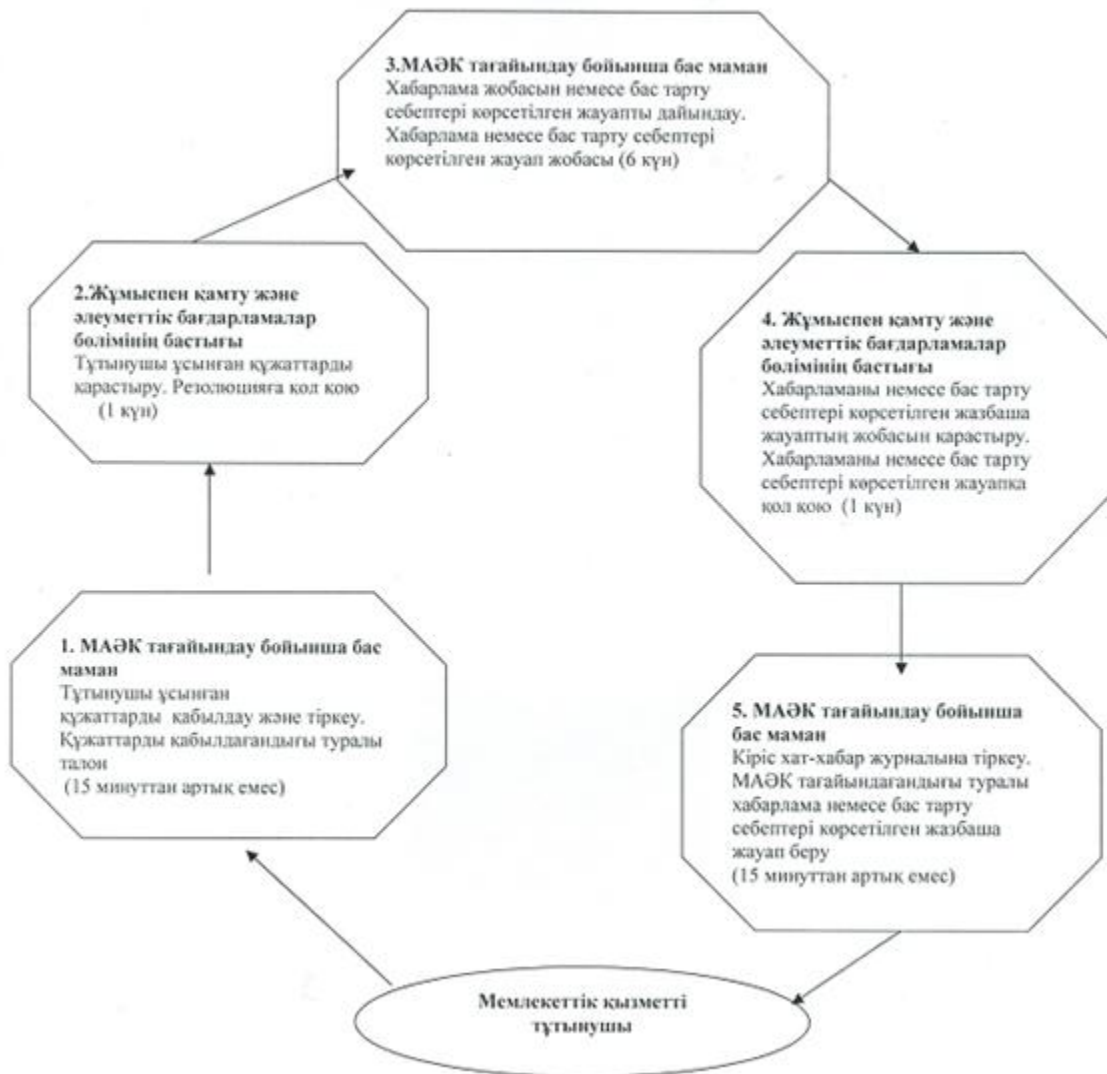 3.МАӘК тағайындау бойынша бас маман
Хабарлама жобасын немесе бас тарту
себептері көрсетілген жауапты дайындау.
Хабарлама немесе бас тарту себептері
көрсетілген жауап жобасы (6 күн)
2.Жұмыспен қамту және
әлеуметтік бағдарламалар
бөлімінің бастығы
Тұтынушы ұсынған құжаттарды
қарастыру. Резолюцияға қол қою
(1 күн)
4. Жұмыспен қамту және
әлеуметтік бағдарламалар
бөлімінің бастығы
Хабарламаны немесе бас тарту
себептері көрсетілген жазбаша
жауаптың жобасын қарастыру.
Хабарламаны немесе бас тарту
себептері көрсетілген жауапқа
қол қою (1 күн)
1. МАӘК тағайындау бойынша бас
маман
Тұтынушы ұсынған
құжаттарды қабылдау және тіркеу.
Құжаттарды қабылдағандығы туралы
талон
(15 минуттан артық емес)
5. МАӘК тағайындау бойынша
бас маман
Кіріс хат-хабар журналына тіркеу.
МАӘК тағайындағандығы туралы
хабарлама немесе бас тарту
себептері көрсетілген жазбаша
жауап беру
(15 минуттан артық емес)
Мемлекеттік қызметті
тұтынушы